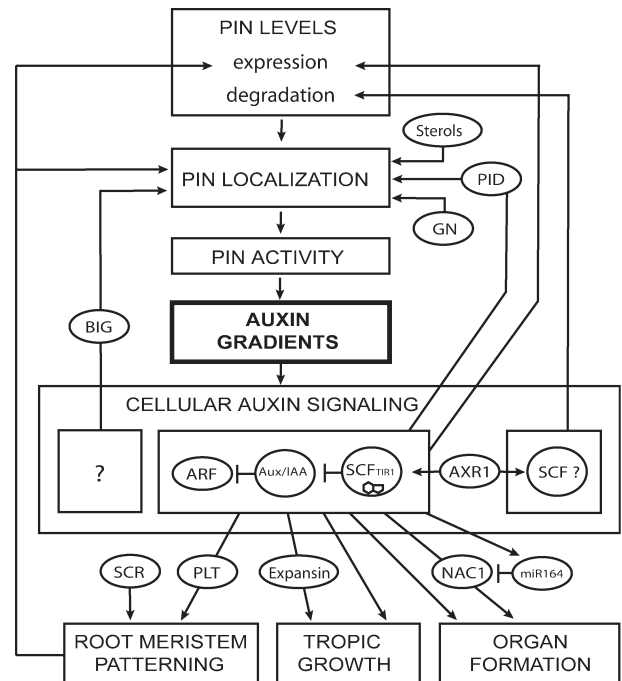 PIN LEVELS
expression
degradation
Sterols
PIN LOCALIZATION
PID
GN
PIN ACTIVITY
BIG
AUXIN
GRADIENTS
CELLULAR AUXIN SIGNALING
?
ARF
Aux/IAA
SCFTIR1
AXR1
SCF ?
SCR
PLT
Expansin
NAC1
miR164
ROOT MERISTEM
PATTERNING
TROPIC
GROWTH
ORGAN
FORMATION